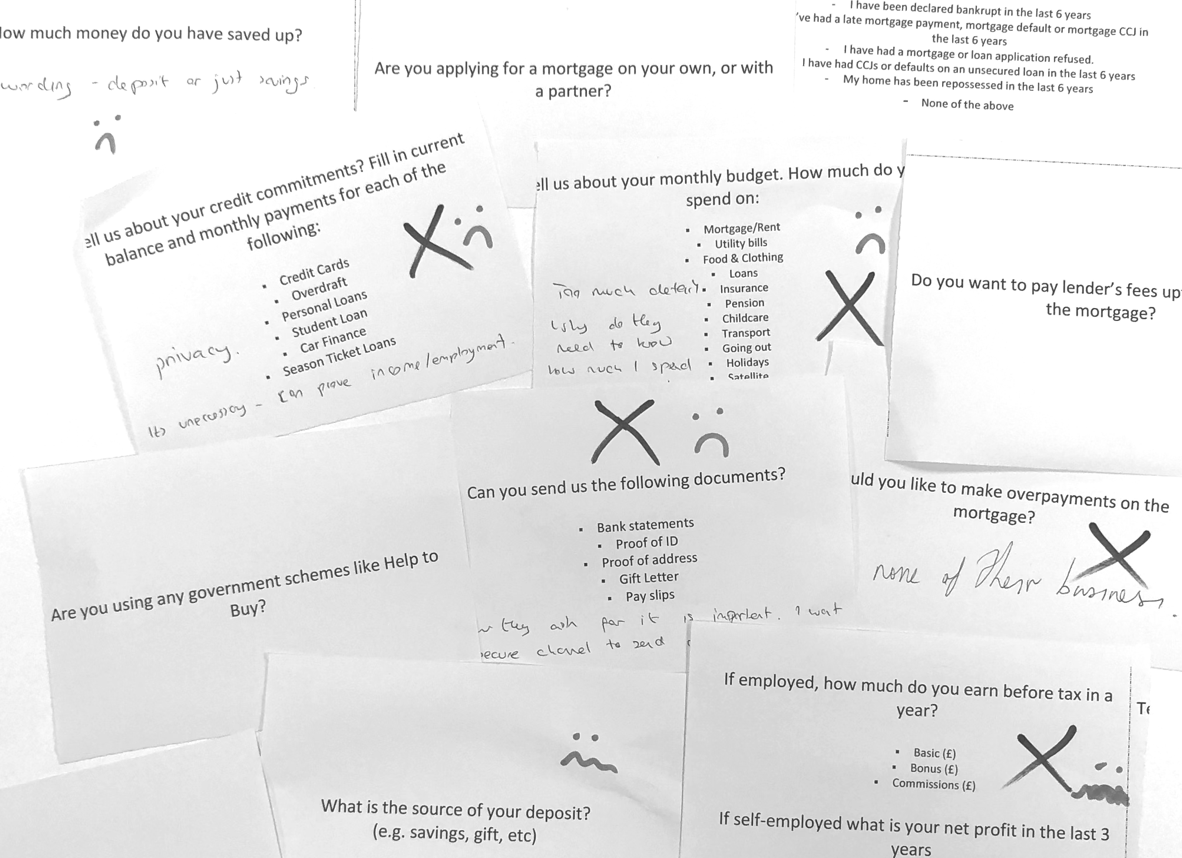 low much money do you have saved up?
wording - deposit or just savings
Are you applying for a mortgage on your own, or with
a partner?
- I have been declared bankrupt in the last 6 years
've had a late mortgage payment, mortgage default or mortgage CCJ in
the last 6 years
- I have had a mortgage or loan application refused.
I have had CCJs or defaults on an unsecured loan in the last 6 years
- My home has been repossessed in the last 6 years
- None of the above
ell us about your credit commitments? Fill in current
balance and monthly payments for each of the
following:
• Credit Cards
• Overdraft
• Personal Loans
• Student Loan
• Car Finance
• Season Ticket Loans
privacy.
Its unecessary - I can prove income/employment.
ell us about your monthly budget. How much do y
spend on:
• Mortgage/Rent
• Utility bills
• Food & Clothing
• Loans
• Insurance
• Pension
• Childcare
• Transport
• Going out
• Holidays
• Satellite
Too much detail.
Why do they
need to know
how much I spend
Do you want to pay lender's fees up
the mortgage?
Can you send us the following documents?
• Bank statements
• Proof of ID
• Proof of address
• Gift Letter
• Pay slips
they ask for it is important. I want
ecure channel to send
uld you like to make overpayments on the
mortgage?
none of their business.
Are you using any government schemes like Help to
Buy?
What is the source of your deposit?
(e.g. savings, gift, etc)
If employed, how much do you earn before tax in a
year?
• Basic (£)
• Bonus (£)
• Commissions (£)
If self-employed what is your net profit in the last 3
years
Te